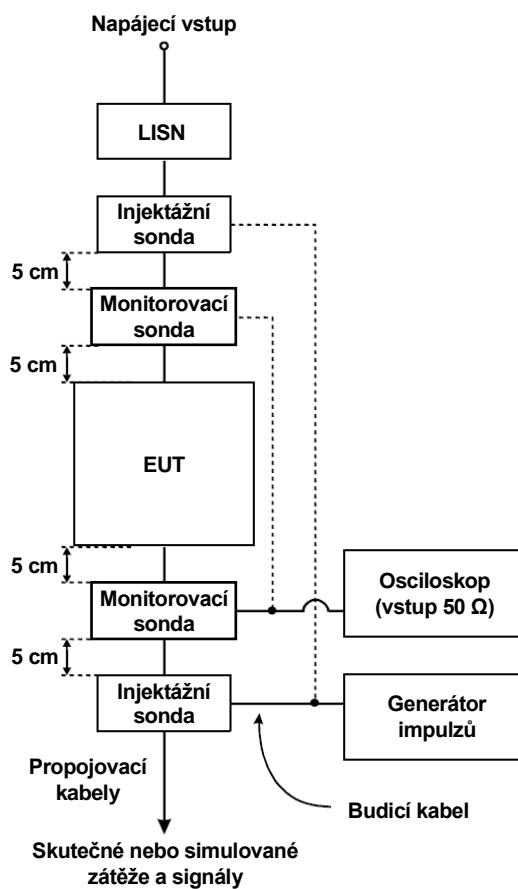 Napájecí vstup
LISN
Injektážní
sonda
5 cm
Monitorovací
sonda
5 cm
EUT
5 cm
Monitorovací
sonda
Osciloskop
(vstup 50 Ω)
5 cm
Injektážní
sonda
Generátor
impulzů
Propojovací
kabely
Budicí kabel
Skutečné nebo simulované
zátěže a signály